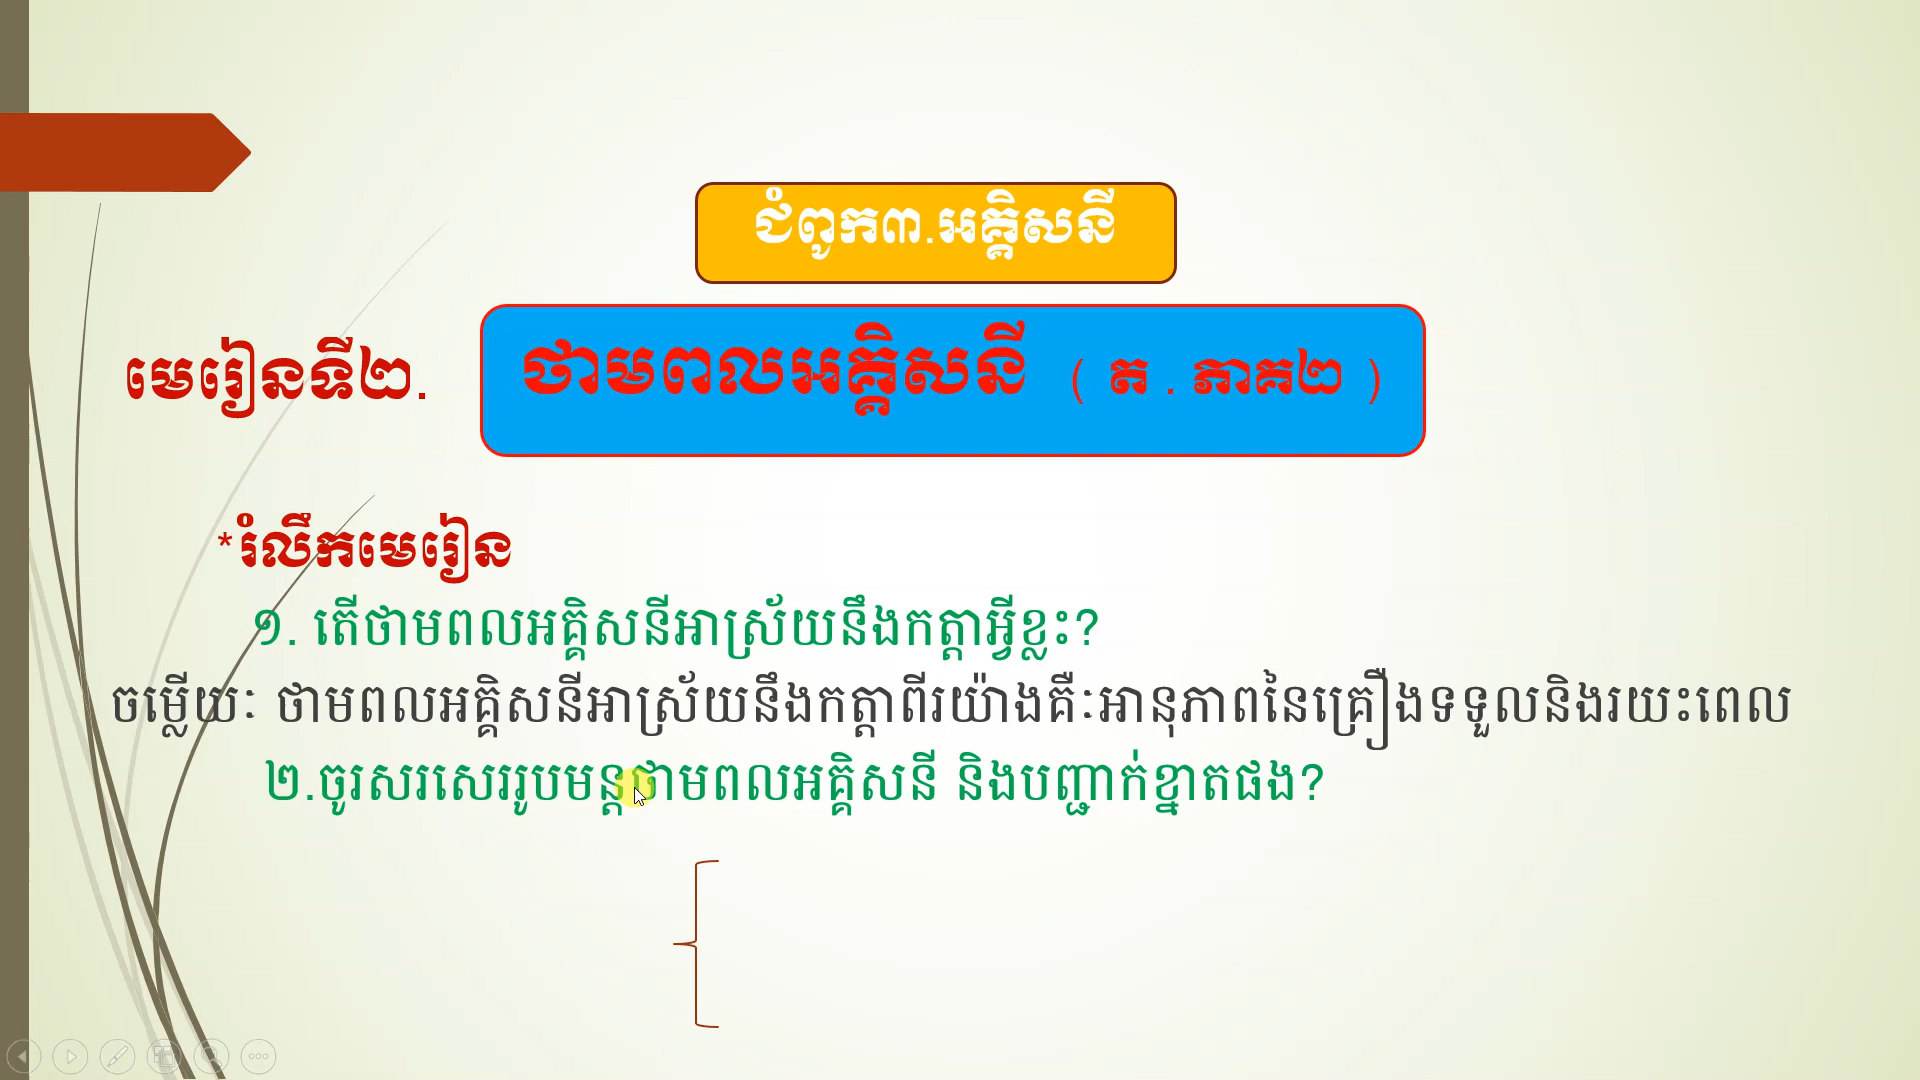 ជំពូក៣.អគ្គិសនី
មេរៀនទី២. ថាមពលអគ្គិសនី ( ត . ភាគ២ )
*រំលឹកមេរៀន
១. តើថាមពលអគ្គិសនីអាស្រ័យនឹងកត្តាអ្វីខ្លះ?
ចម្លើយៈ ថាមពលអគ្គិសនីអាស្រ័យនឹងកត្តាពីរយ៉ាងគឺៈអានុភាពនៃគ្រឿងទទួលនិងរយះពេល
២.ចូរសរសេររូបមន្តថាមពលអគ្គិសនី និងបញ្ជាក់ខ្នាតផង?